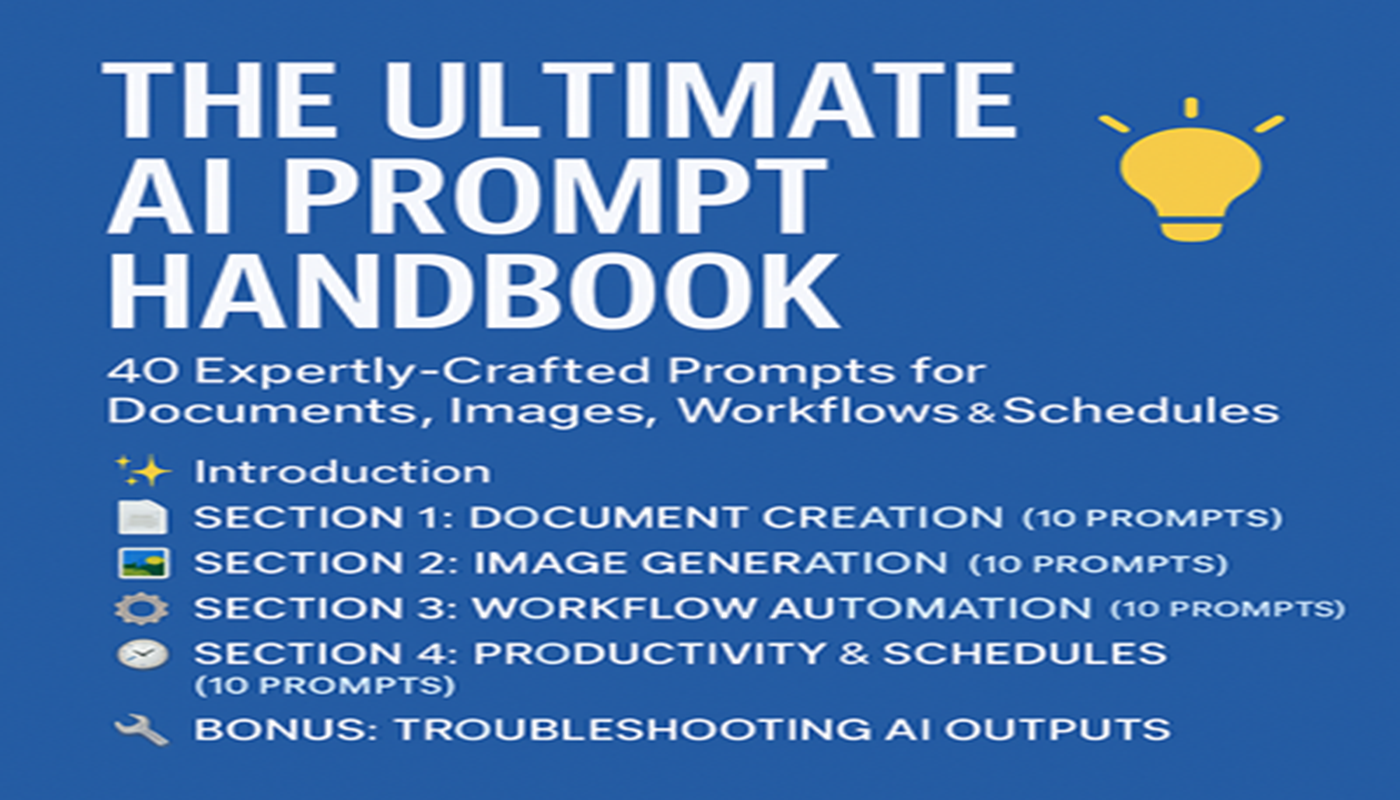 THE ULTIMATE
AI PROMPT
HANDBOOK
40 Expertly-Crafted Prompts for
Documents, Images, Workflows & Schedules
Introduction
SECTION 1: DOCUMENT CREATION (10 PROMPTS)
SECTION 2: IMAGE GENERATION (10 PROMPTS)
SECTION 3: WORKFLOW AUTOMATION (10 PROMPTS)
SECTION 4: PRODUCTIVITY & SCHEDULES
(10 PROMPTS)
BONUS: TROUBLESHOOTING AI OUTPUTS